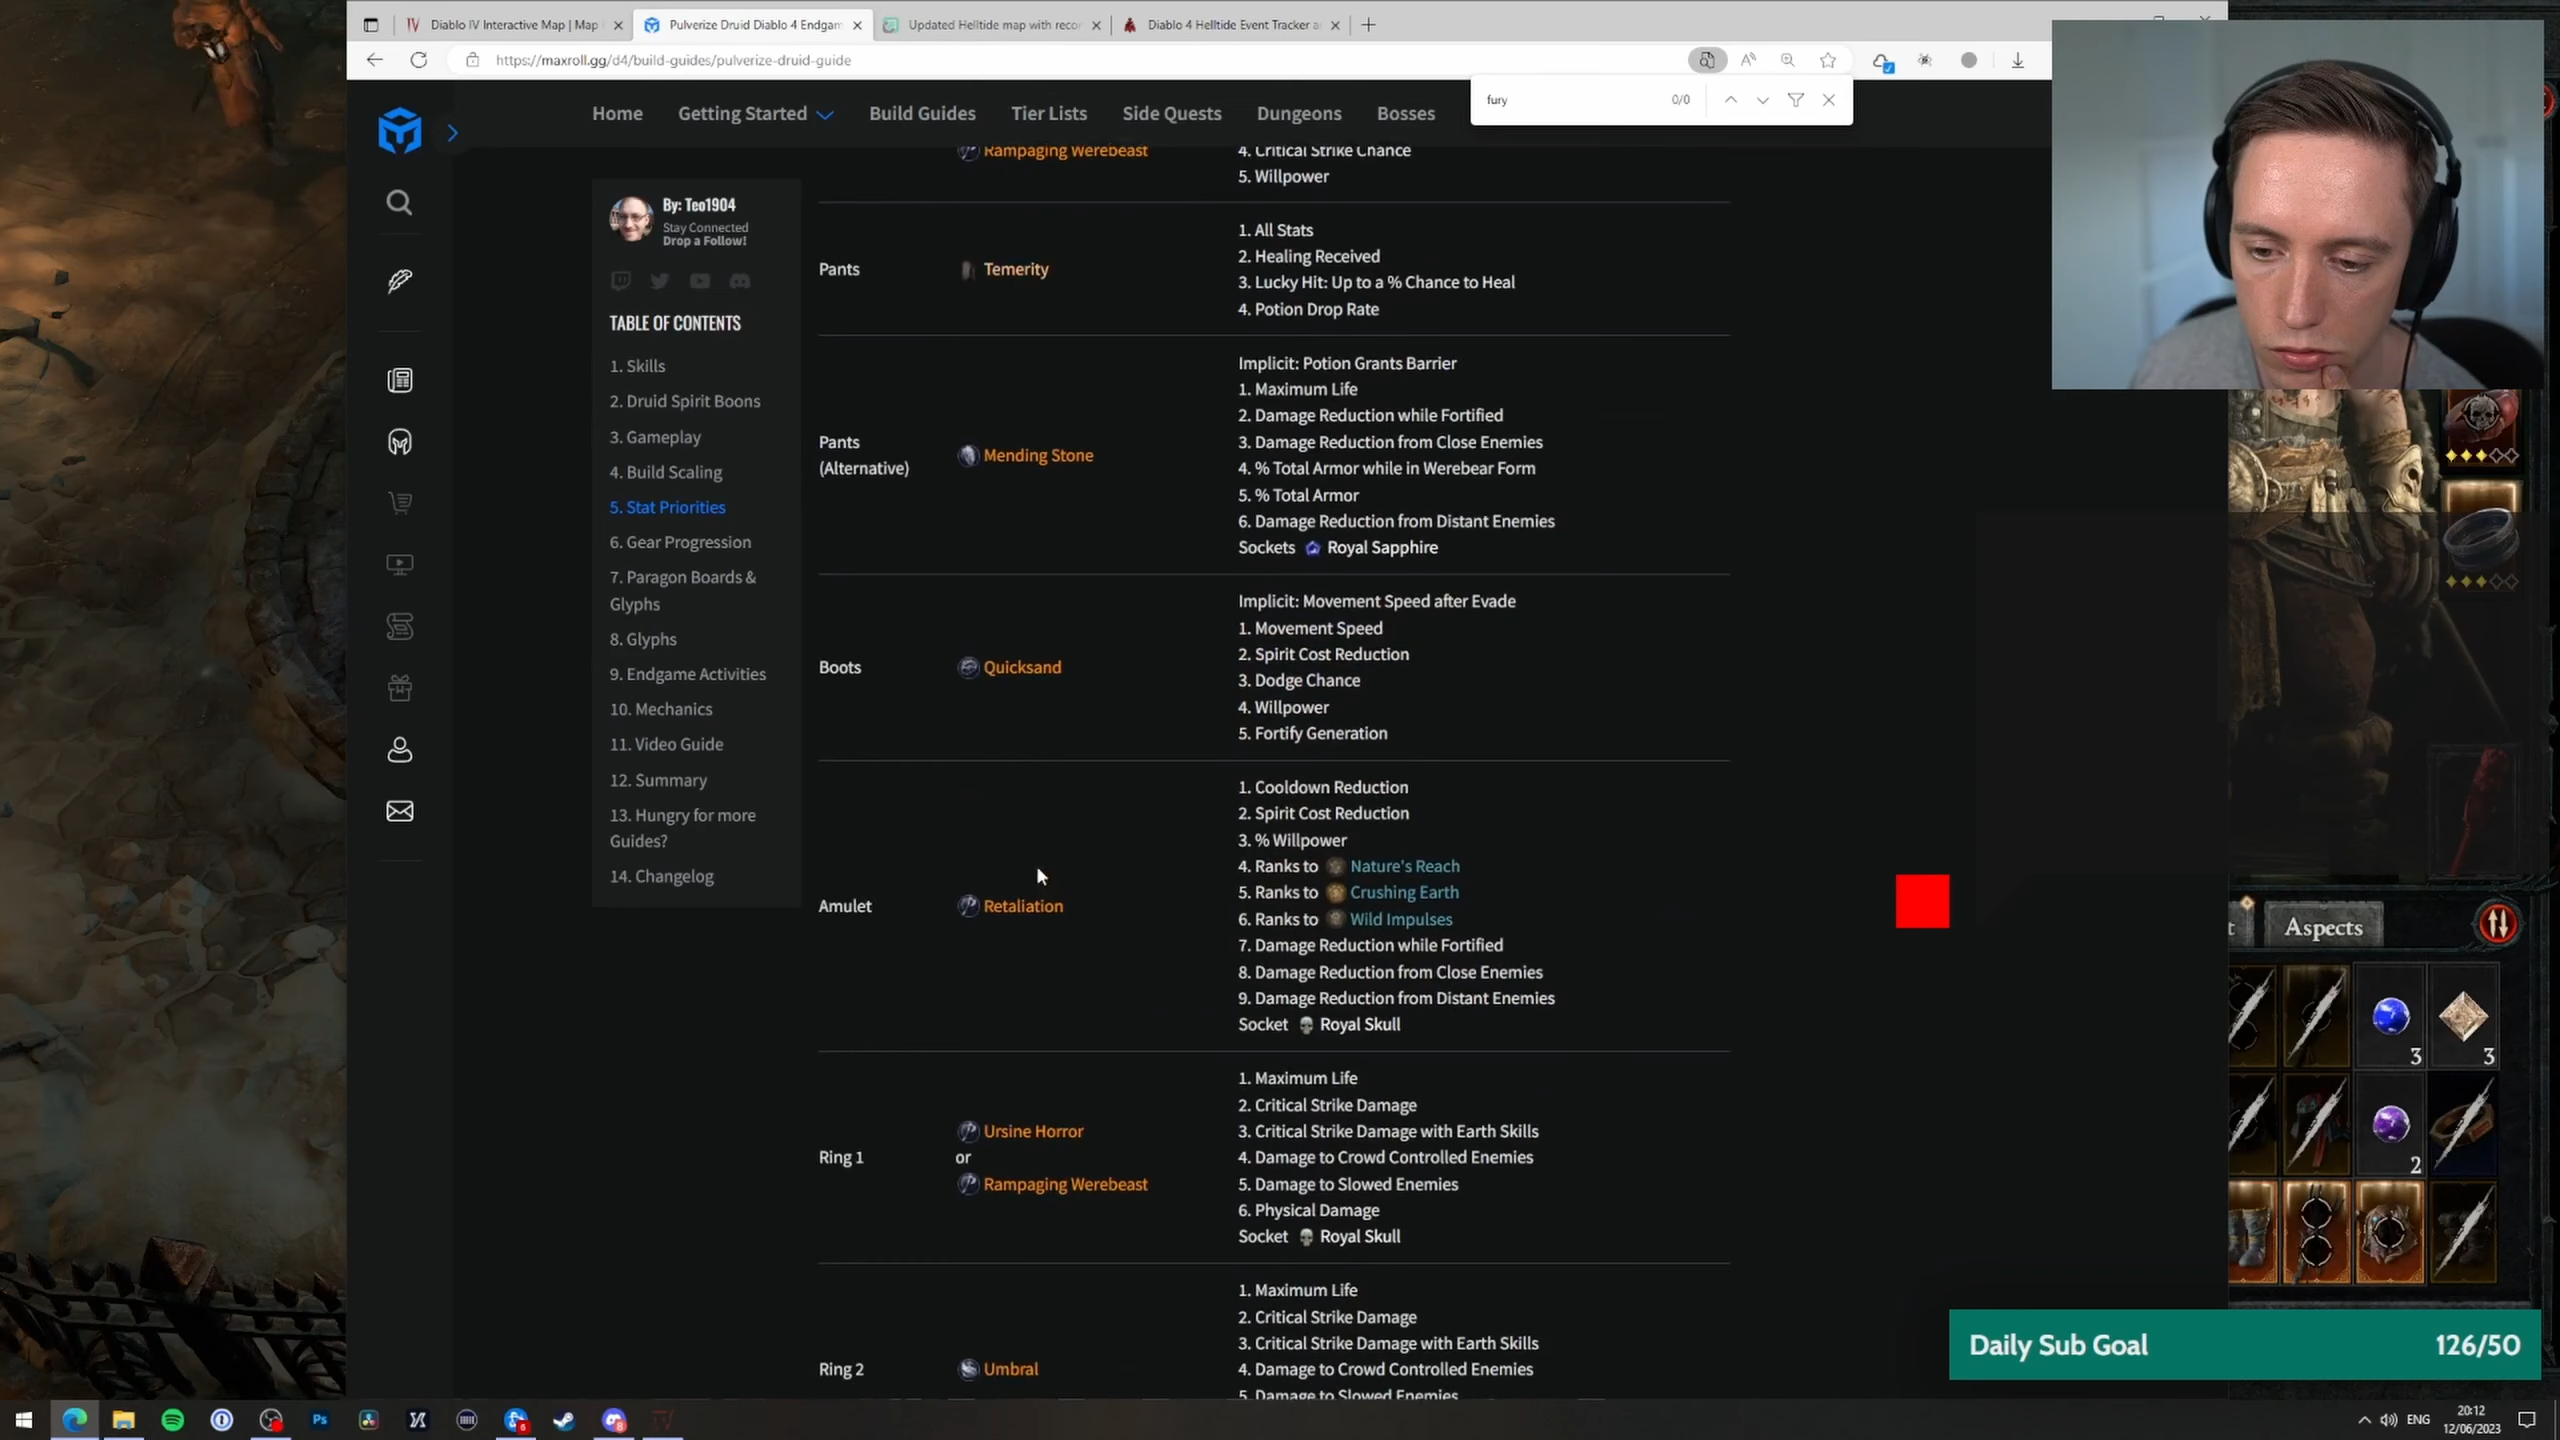 Diablo IV Interactive Map | Map
Pulverize Druid Diablo 4 Endgam
Updated Helltide map with reco
Diablo 4 Helltide Event Tracker a
https://maxroll.gg/d4/build-guides/pulverize-druid-guide
fury
0/0
Home
Getting Started
Build Guides
Tier Lists
Side Quests
Dungeons
Bosses
By: Teo1904
Stay Connected
Drop a Follow!
TABLE OF CONTENTS
1. Skills
2. Druid Spirit Boons
3. Gameplay
4. Build Scaling
5. Stat Priorities
6. Gear Progression
7. Paragon Boards &
Glyphs
8. Glyphs
9. Endgame Activities
10. Mechanics
11. Video Guide
12. Summary
13. Hungry for more
Guides?
14. Changelog
Rampaging Werebeast
4. Critical Strike Chance
5. Willpower
Pants
Temerity
1. All Stats
2. Healing Received
3. Lucky Hit: Up to a % Chance to Heal
4. Potion Drop Rate
Pants
(Alternative)
Mending Stone
Implicit: Potion Grants Barrier
1. Maximum Life
2. Damage Reduction while Fortified
3. Damage Reduction from Close Enemies
4. % Total Armor while in Werebear Form
5. % Total Armor
6. Damage Reduction from Distant Enemies
Sockets Royal Sapphire
Boots
Quicksand
Implicit: Movement Speed after Evade
1. Movement Speed
2. Spirit Cost Reduction
3. Dodge Chance
4. Willpower
5. Fortify Generation
Amulet
Retaliation
1. Cooldown Reduction
2. Spirit Cost Reduction
3. % Willpower
4. Ranks to Nature's Reach
5. Ranks to Crushing Earth
6. Ranks to Wild Impulses
7. Damage Reduction while Fortified
8. Damage Reduction from Close Enemies
9. Damage Reduction from Distant Enemies
Socket Royal Skull
Ring 1
Ursine Horror
or
Rampaging Werebeast
1. Maximum Life
2. Critical Strike Damage
3. Critical Strike Damage with Earth Skills
4. Damage to Crowd Controlled Enemies
5. Damage to Slowed Enemies
6. Physical Damage
Socket Royal Skull
Ring 2
Umbral
1. Maximum Life
2. Critical Strike Damage
3. Critical Strike Damage with Earth Skills
4. Damage to Crowd Controlled Enemies
5. Damage to Slowed Enemies
t
Aspects
3
3
2
Daily Sub Goal 126/50
Ps
6
8
ENG
20:12
12/06/2023